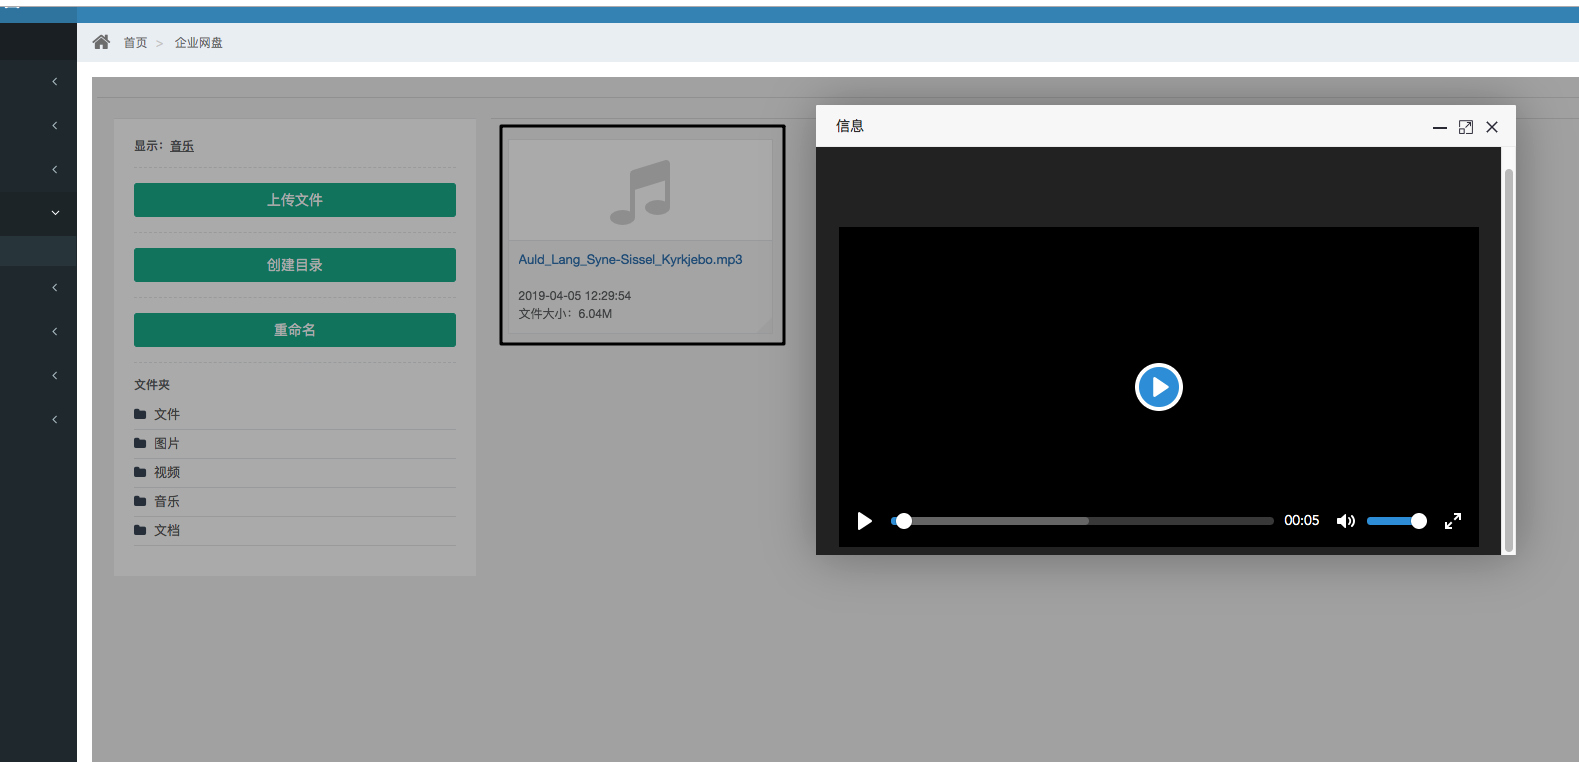 首页 > 企业网盘
显示：音乐
上传文件
创建目录
重命名
文件夹
文件
图片
视频
音乐
文档
Auld_Lang_Syne-Sissel_Kyrkjebo.mp3
2019-04-05 12:29:54
文件大小：6.04M
信息
00:05